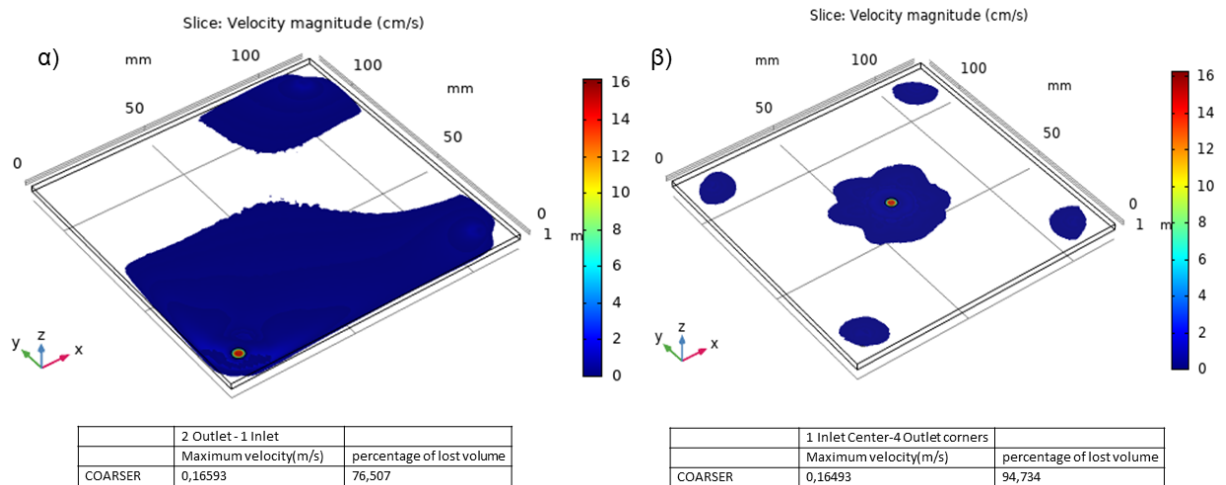 Slice: Velocity magnitude (cm/s)
α)
mm
100
100
mm
50
50
0
0
1
m
y
z
x
16
14
12
10
8
6
4
2
0
2 Outlet - 1 Inlet
Maximum velocity(m/s) percentage of lost volume
COARSER 0,16593 76,507
Slice: Velocity magnitude (cm/s)
β)
mm
100
100
mm
50
50
0
0
1
m
y
z
x
16
14
12
10
8
6
4
2
0
1 Inlet Center-4 Outlet corners
Maximum velocity(m/s) percentage of lost volume
COARSER 0,16493 94,734